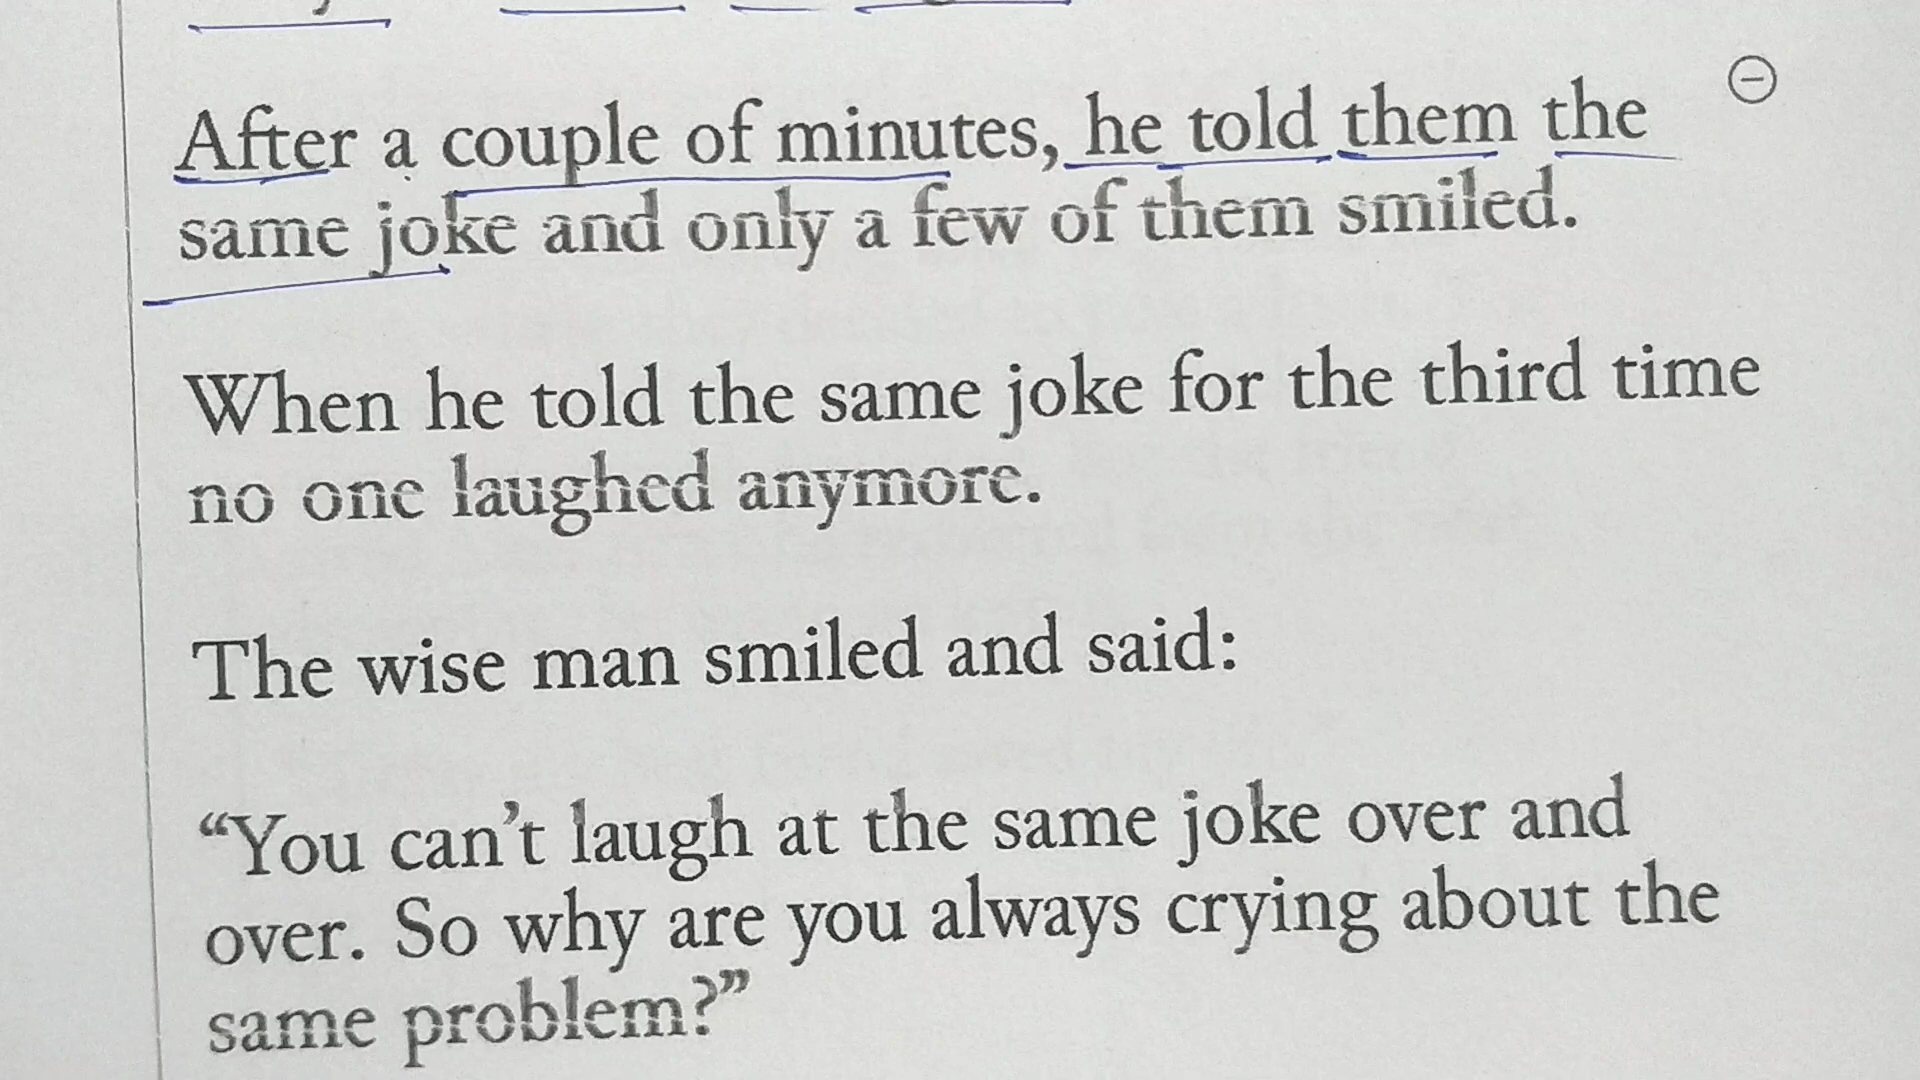 After a couple of minutes, he told them the
same joke and only a few of them smiled.
When he told the same joke for the third time
no one laughed anymore.
The wise man smiled and said:
“You can’t laugh at the same joke over and
over. So why are you always crying about the
same problem?”